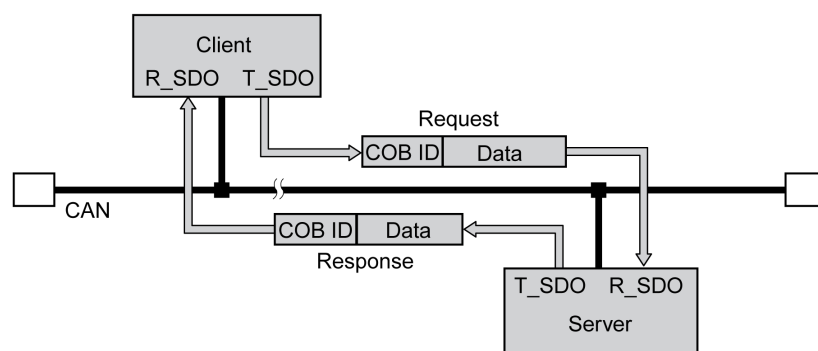 Client
R_SDO T_SDO
Request
COB ID Data
CAN
COB ID Data
Response
T_SDO R_SDO
Server